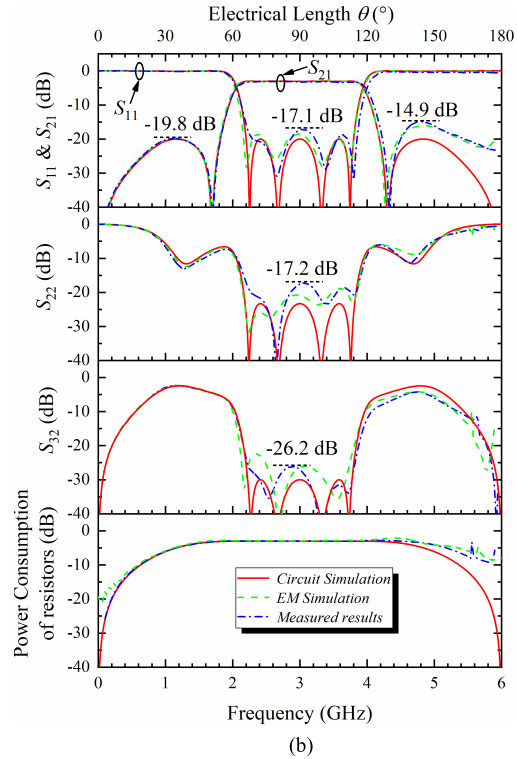 Electrical Length θ (°)
0 30 60 90 120 150 180
S11 & S21 (dB)
0
-10
-20
-30
-40
S11
S21
-19.8 dB
-17.1 dB
-14.9 dB
S22 (dB)
0
-10
-20
-30
-40
-17.2 dB
S32 (dB)
0
-10
-20
-30
-40
-26.2 dB
Power Consumption
of resistors (dB)
0
-10
-20
-30
-40
Circuit Simulation
EM Simulation
Measured results
0 1 2 3 4 5 6
Frequency (GHz)
(b)